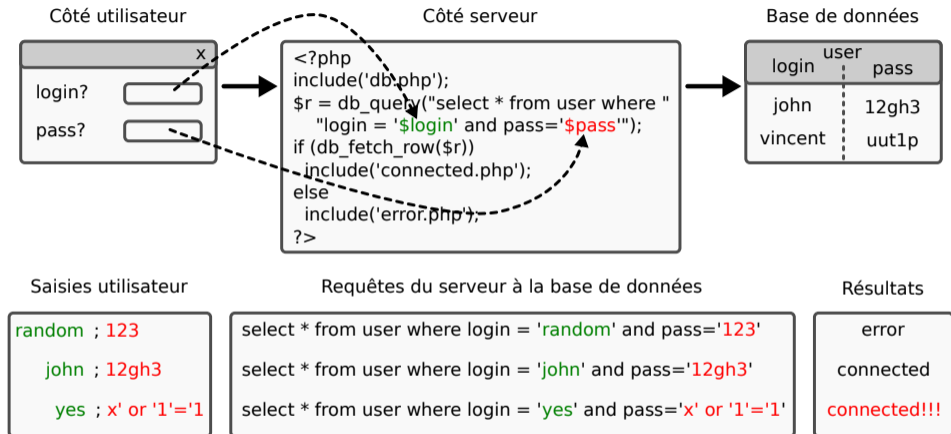 Côté utilisateur
Côté serveur
Base de données
x
login?
pass?
<?php
include('db.php');
$r = db_query("select * from user where "
"login = '$login' and pass='$pass'");
if (db_fetch_row($r))
include('connected.php');
else
include('error.php');
?>
user
login pass
john 12gh3
vincent uut1p
Saisies utilisateur
Requêtes du serveur à la base de données
Résultats
random ; 123
select * from user where login = 'random' and pass='123'
error
john ; 12gh3
select * from user where login = 'john' and pass='12gh3'
connected
yes ; x' or '1'='1
select * from user where login = 'yes' and pass='x' or '1'='1'
connected!!!